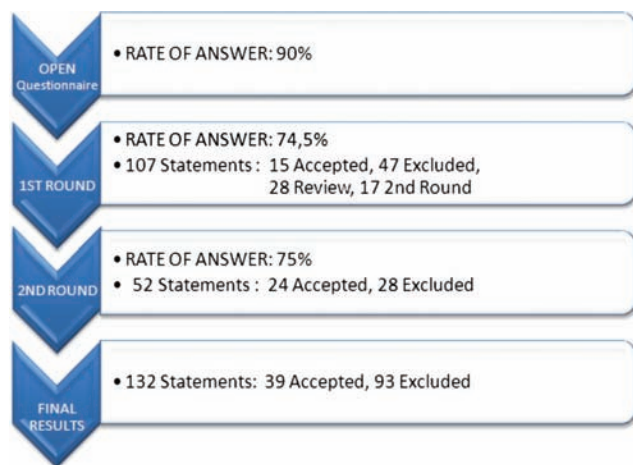 OPEN
Questionnaire
• RATE OF ANSWER: 90%
1ST ROUND
• RATE OF ANSWER: 74,5%
• 107 Statements : 15 Accepted, 47 Excluded,
28 Review, 17 2nd Round
2ND ROUND
• RATE OF ANSWER: 75%
• 52 Statements : 24 Accepted, 28 Excluded
FINAL
RESULTS
• 132 Statements: 39 Accepted, 93 Excluded